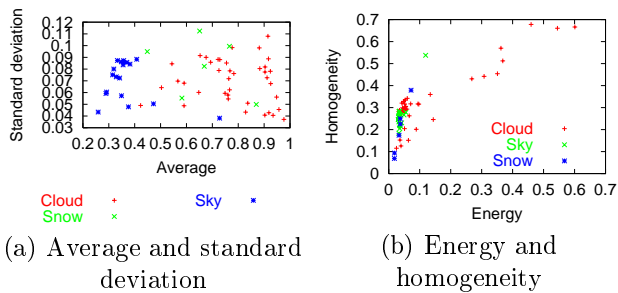 0.12
0.11
0.1
0.09
0.08
0.07
0.06
0.05
0.04
0.03
Standard deviation
0.2 0.3 0.4 0.5 0.6 0.7 0.8 0.9 1
Average
Cloud
Snow
Sky
(a) Average and standard
deviation
0.7
0.6
0.5
0.4
0.3
0.2
0.1
0
Homogeneity
Cloud
Sky
Snow
0 0.1 0.2 0.3 0.4 0.5 0.6 0.7
Energy
(b) Energy and
homogeneity